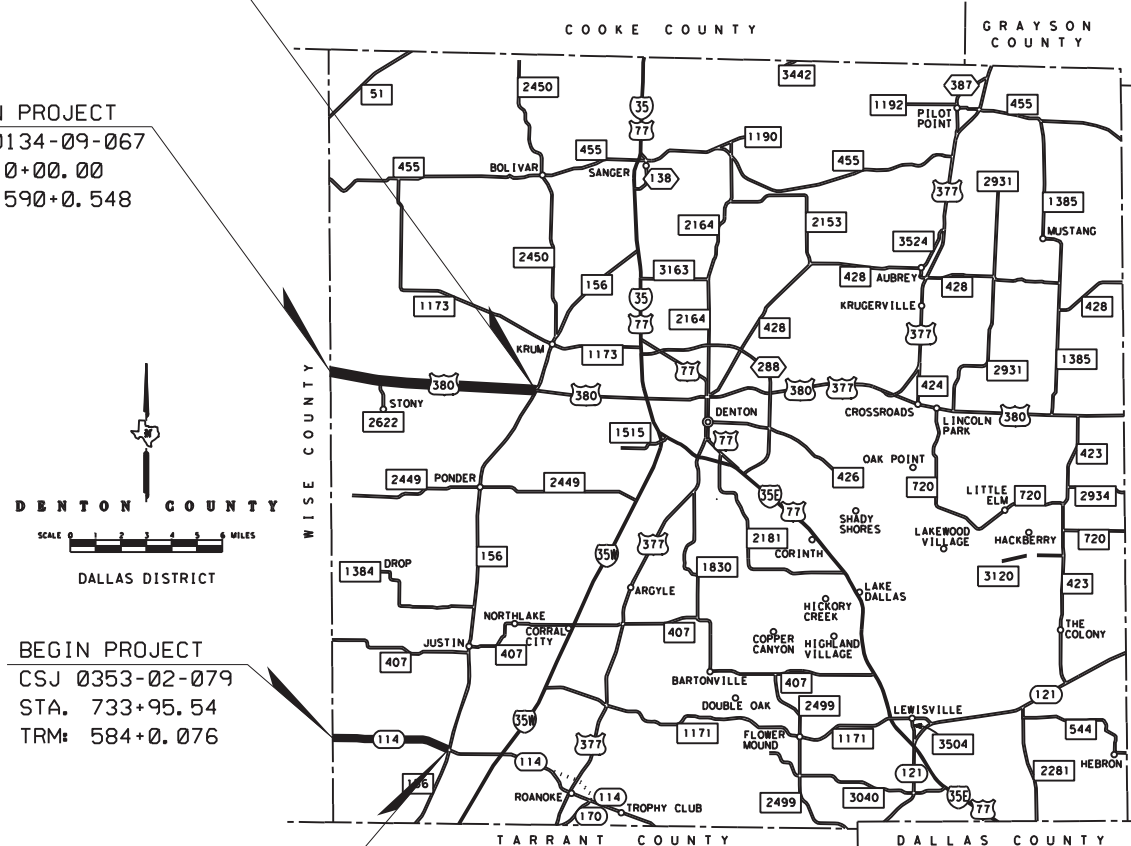 COOKE COUNTY
GRAYSON
COUNTY
PROJECT
0134-09-067
0+00.00
590+0.548
51
2450
35
77
3442
387
1192
455
PILOT
POINT
1190
455
455
BOLIVAR
SANGER
138
455
377
2931
1385
MUSTANG
2164
2153
3524
2450
156
3163
428
AUBREY
428
428
1173
35
77
2164
KRUGERVILLE
428
377
KRUM
1173
77
288
2931
1385
380
380
380
377
424
STONY
2622
CROSSROADS
LINCOLN
PARK
380
DENTON
1515
77
426
OAK POINT
423
WISE COUNTY
DENTON COUNTY
SCALE 0 1 2 3 4 5 6 MILES
DALLAS DISTRICT
2449
PONDER
2449
35E
77
720
LITTLE
ELM
720
2934
SHADY
SHORES
LAKEWOOD
VILLAGE
HACKBERRY
720
156
35W
377
2181
CORINTH
1384
DROP
1830
3120
423
ARGYLE
LAKE
DALLAS
HICKORY
CREEK
NORTHLAKE
CORRAL
CITY
407
COPPER
CANYON
HIGHLAND
VILLAGE
THE
COLONY
JUSTIN
407
407
BEGIN PROJECT
CSJ 0353-02-079
STA. 733+95.54
TRM: 584+0.076
BARTONVILLE
407
DOUBLE OAK
2499
LEWISVILLE
121
35W
1171
FLOWER
MOUND
1171
3504
544
HEBRON
114
377
114
156
121
2281
ROANOKE
114
170
TROPHY CLUB
2499
3040
35E
77
TARRANT COUNTY
DALLAS COUNTY